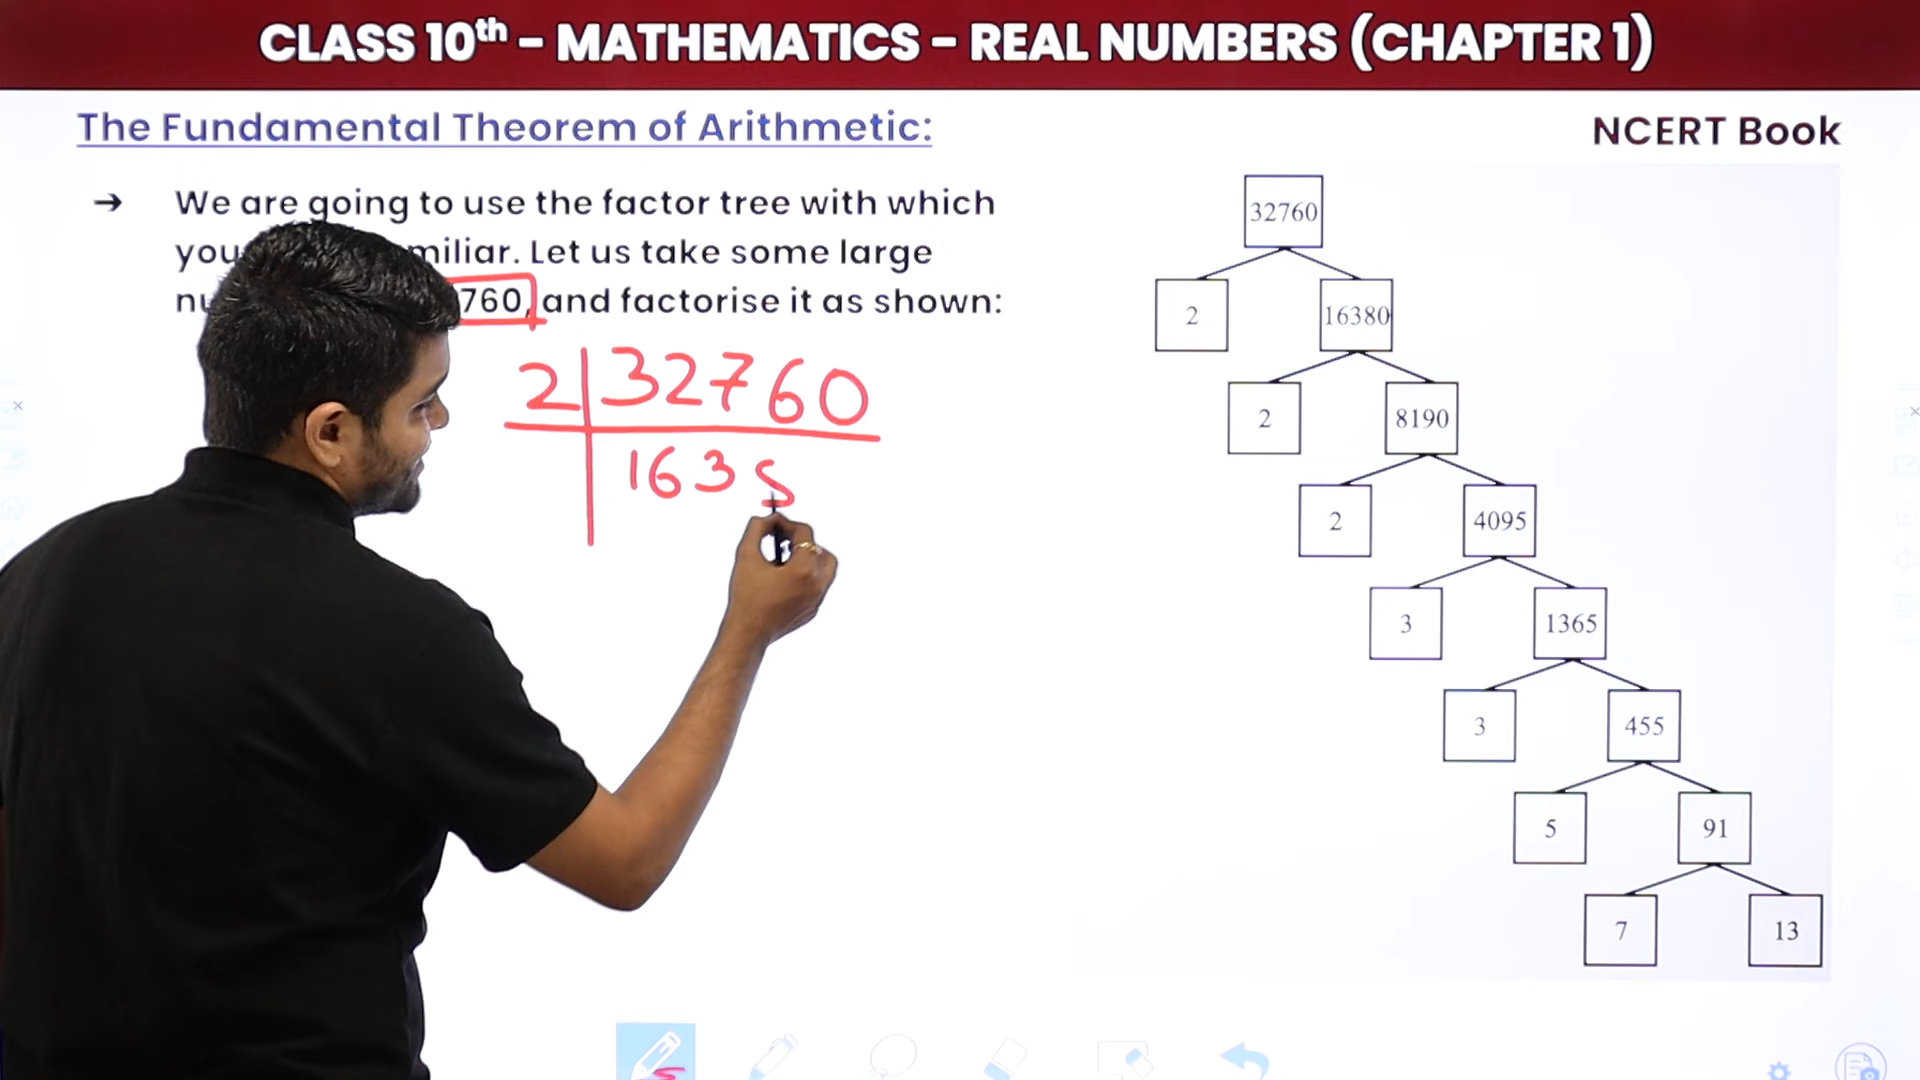 CLASS 10th - MATHEMATICS - REAL NUMBERS (CHAPTER 1)
The Fundamental Theorem of Arithmetic:
NCERT Book
→ We are going to use the factor tree with which
you miliar. Let us take some large
760, and factorise it as shown:
2 32760
163
32760
2 16380
2 8190
2 4095
3 1365
3 455
5 91
7 13